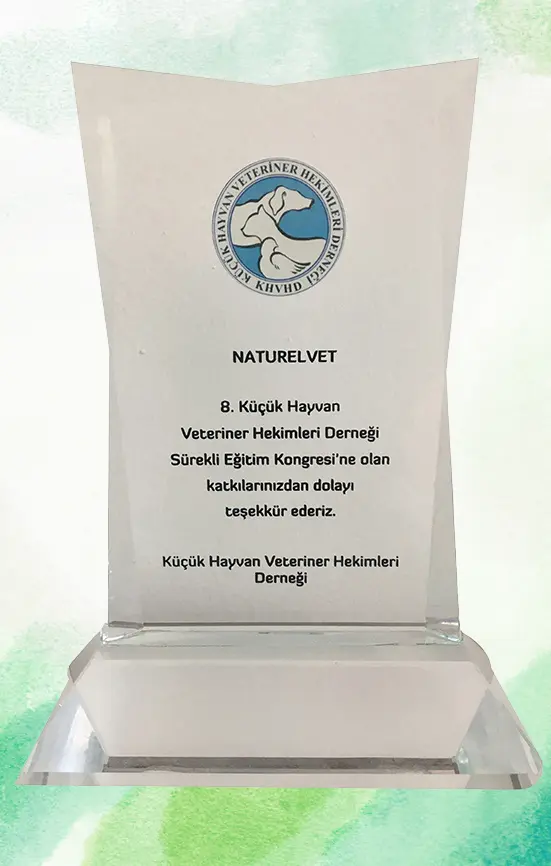 KÜÇÜK HAYVAN VETERİNER HEKİMLERİ DERNEĞİ
KHVHD
NATURELVET
8. Küçük Hayvan
Veteriner Hekimleri Derneği
Sürekli Eğitim Kongresi'ne olan
katkılarınızdan dolayı
teşekkür ederiz.
Küçük Hayvan Veteriner Hekimleri
Derneği